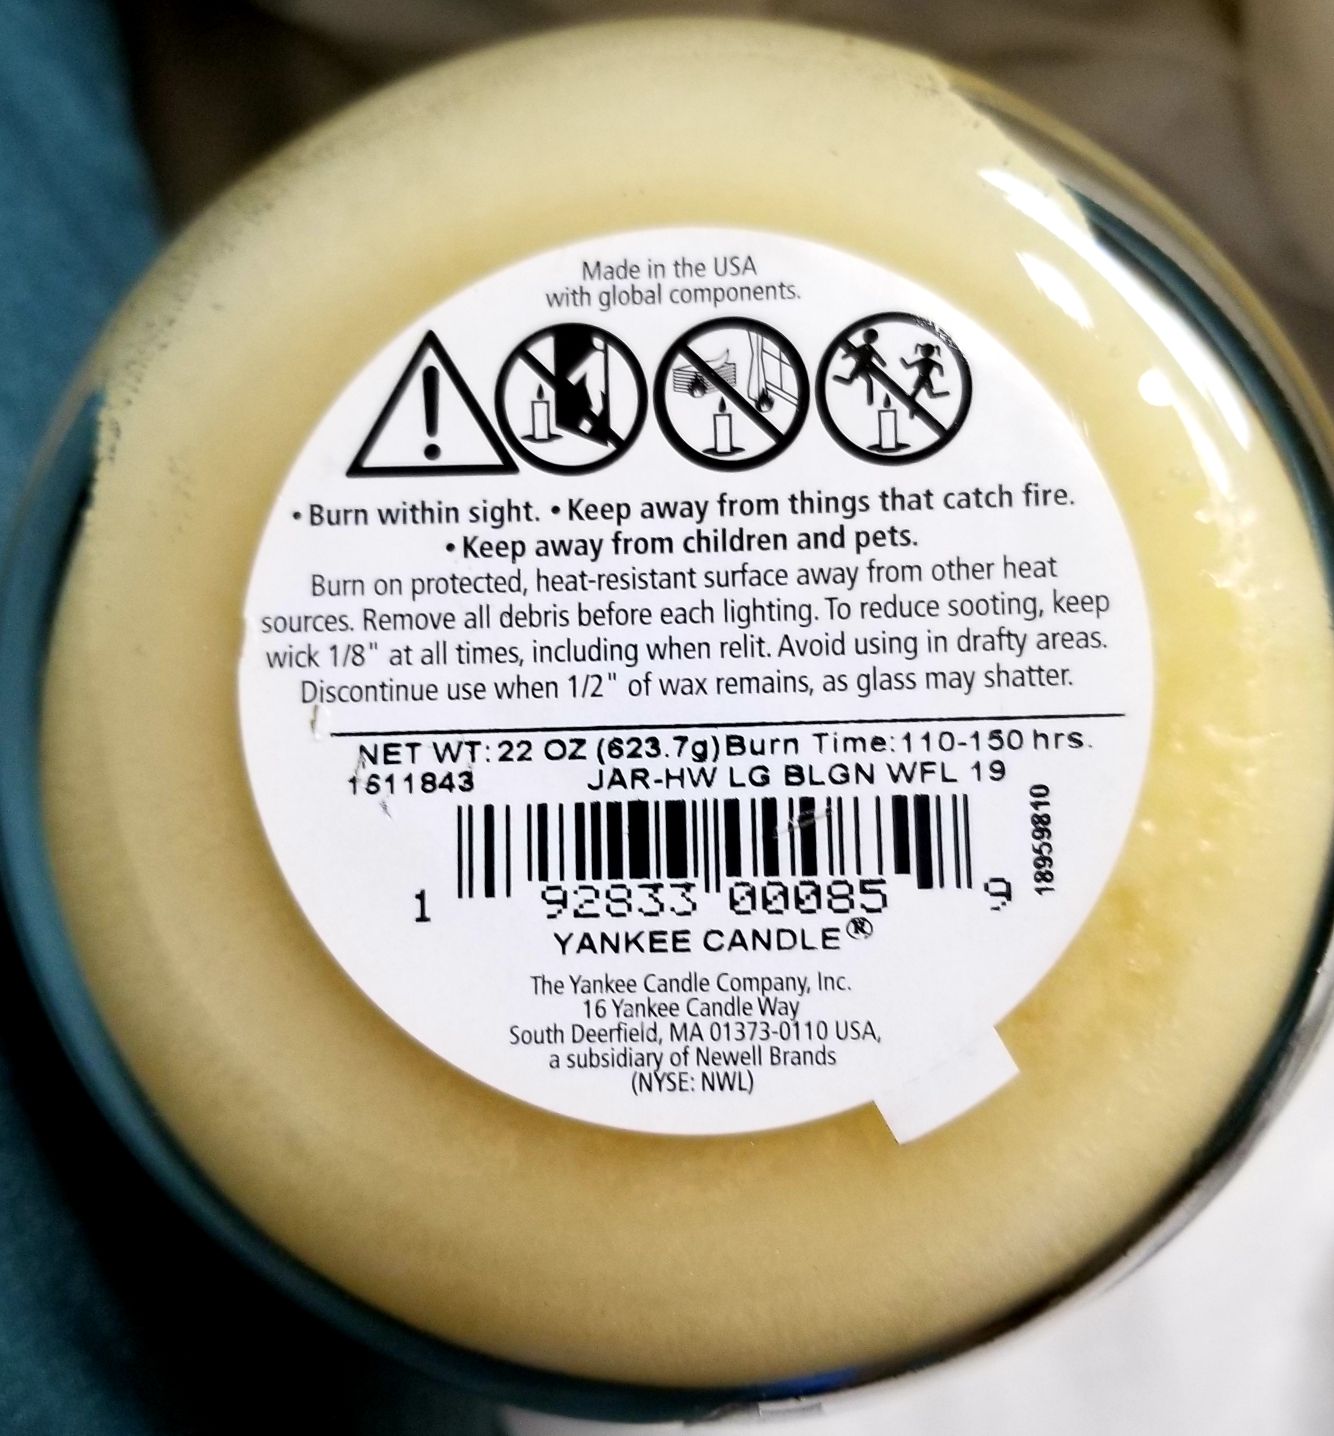 Made in the USA
with global components.
• Burn within sight. • Keep away from things that catch fire.
• Keep away from children and pets.
Burn on protected, heat-resistant surface away from other heat
sources. Remove all debris before each lighting. To reduce sooting, keep
wick 1/8" at all times, including when relit. Avoid using in drafty areas.
Discontinue use when 1/2" of wax remains, as glass may shatter.
NET WT: 22 OZ (623.7g) Burn Time:110-150 hrs.
1611843 JAR-HW LG BLGN WFL 19
18959810
1 92833 00085 9
YANKEE CANDLE®
The Yankee Candle Company, Inc.
16 Yankee Candle Way
South Deerfield, MA 01373-0110 USA,
a subsidiary of Newell Brands
(NYSE: NWL)